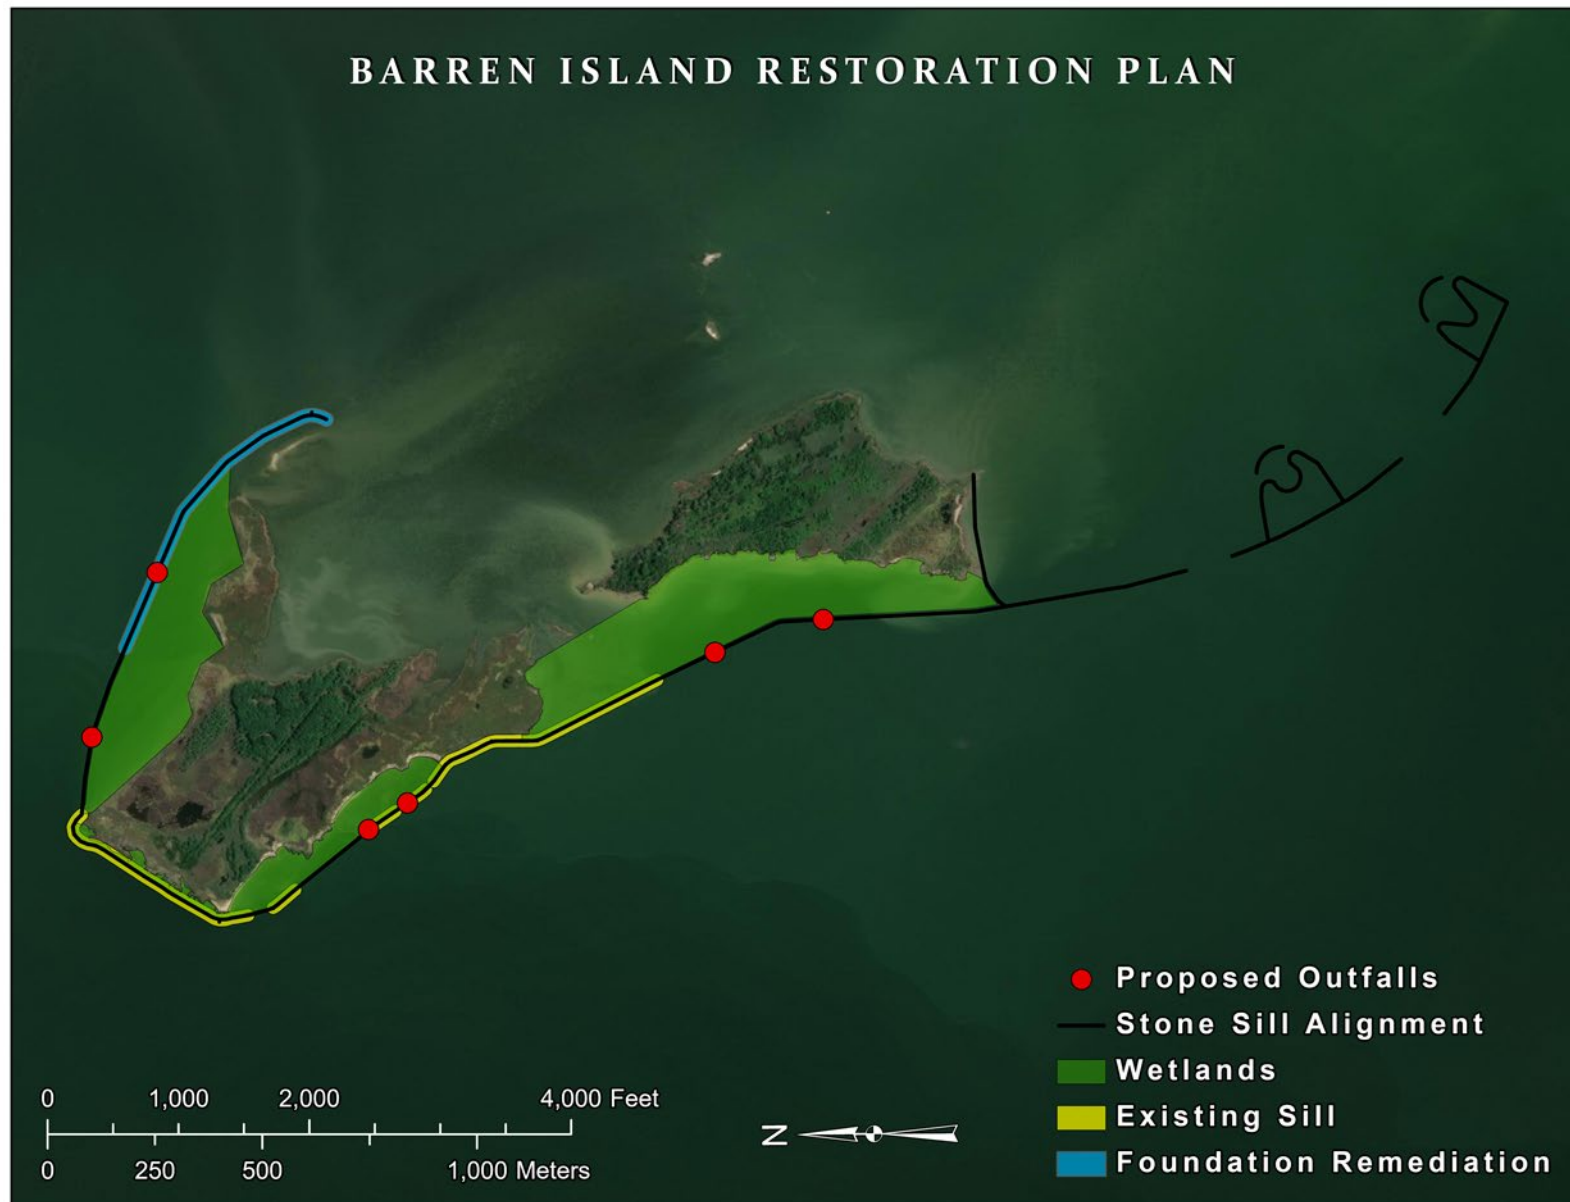 BARREN ISLAND RESTORATION PLAN
Proposed Outfalls
Stone Sill Alignment
Wetlands
Existing Sill
Foundation Remediation
0 1,000 2,000 4,000 Feet
0 250 500 1,000 Meters
N